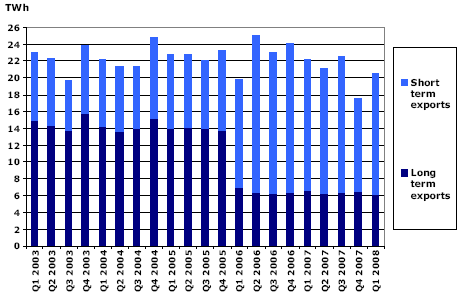 TWh
26
24
22
20
18
16
14
12
10
8
6
4
2
0
Q1 2003
Q2 2003
Q3 2003
Q4 2003
Q1 2004
Q2 2004
Q3 2004
Q4 2004
Q1 2005
Q2 2005
Q3 2005
Q4 2005
Q1 2006
Q2 2006
Q3 2006
Q4 2006
Q1 2007
Q2 2007
Q3 2007
Q4 2007
Q1 2008
Short
term
exports
Long
term
exports